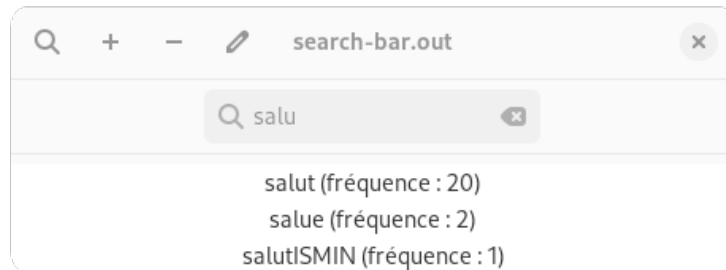 search-bar.out
salu
salut (fréquence : 20)
salue (fréquence : 2)
salutISMIN (fréquence : 1)